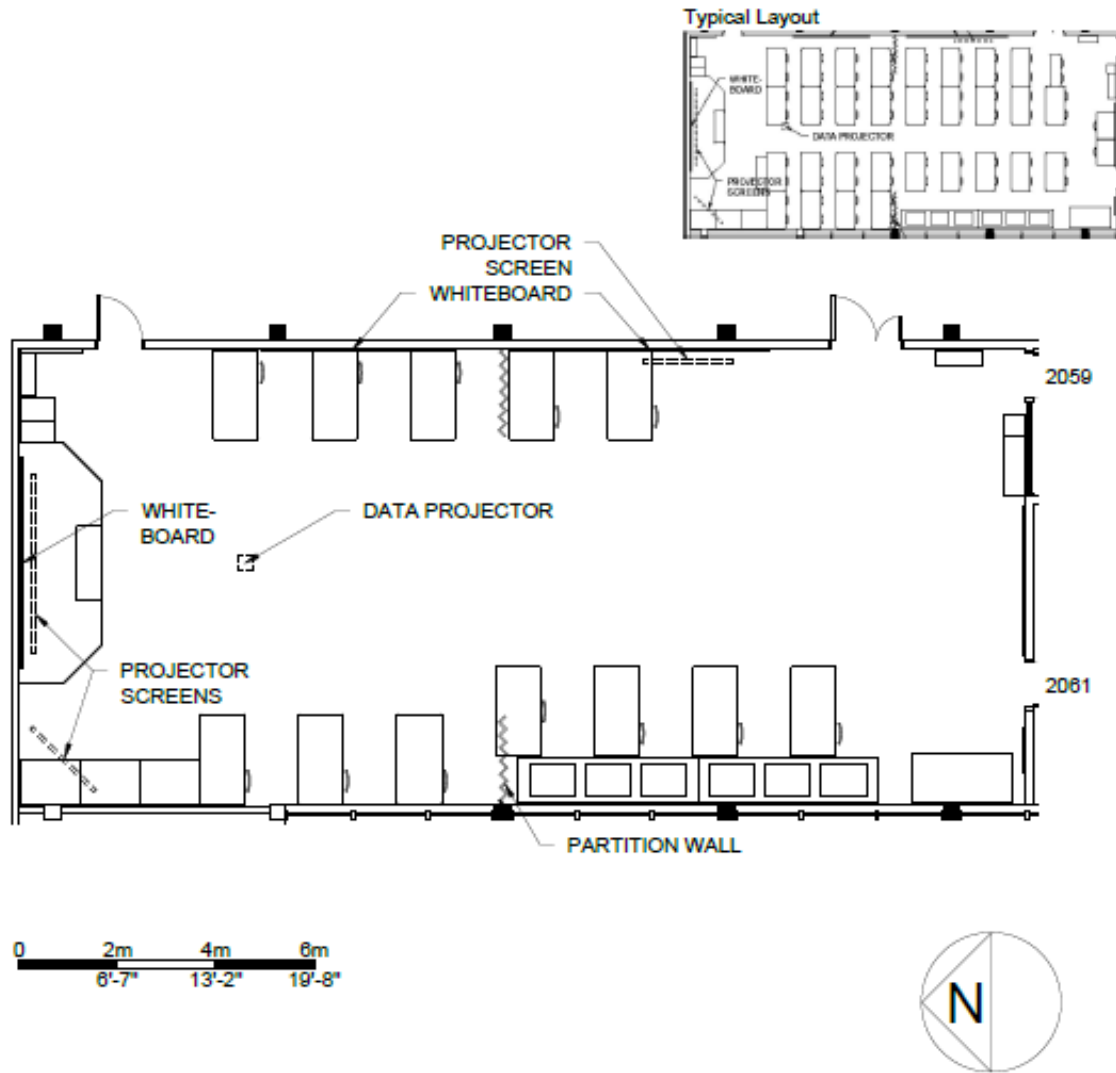 Typical Layout
WHITE-
BOARD
DATA PROJECTOR
PROJECTOR
SCREENS
PROJECTOR
SCREEN
WHITEBOARD
2059
WHITE-
BOARD
DATA PROJECTOR
PROJECTOR
SCREENS
2061
PARTITION WALL
0 2m 4m 6m
6'-7" 13'-2" 19'-8"
N